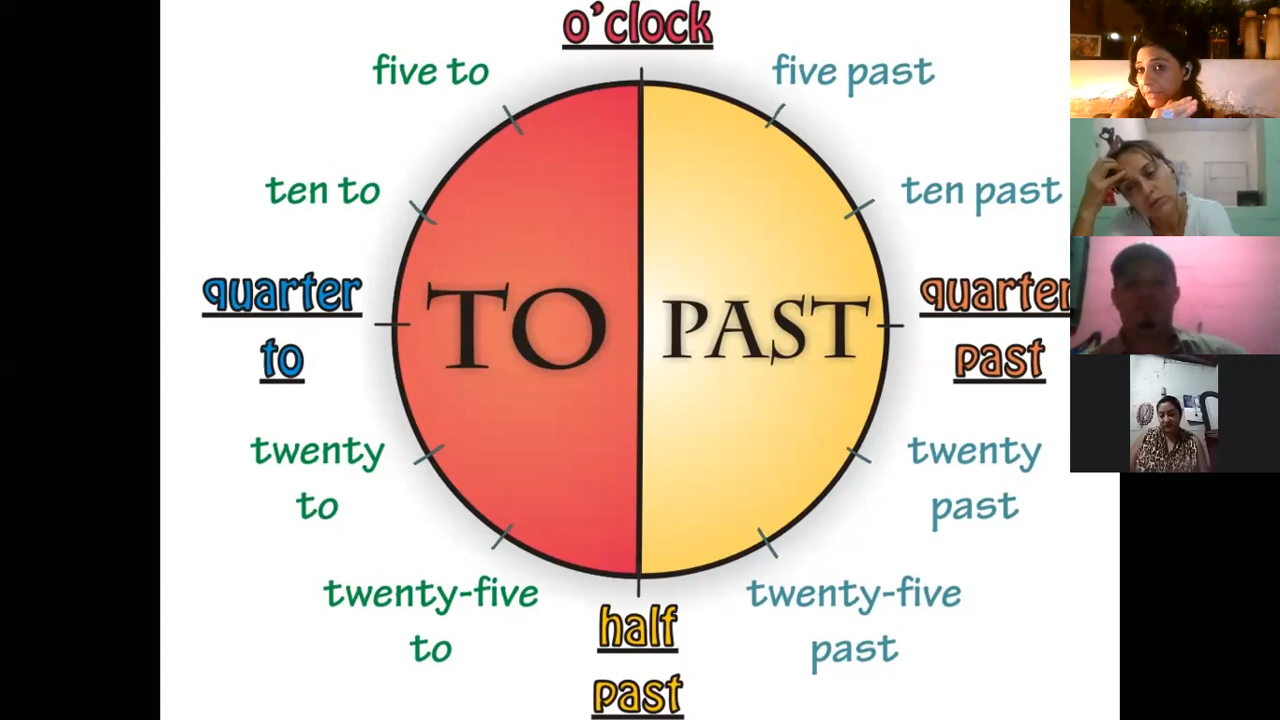 o'clock
five to
five past
ten to
ten past
quarter
to
TO
PAST
quarter
past
twenty
to
twenty
past
twenty-five
to
half
past
twenty-five
past